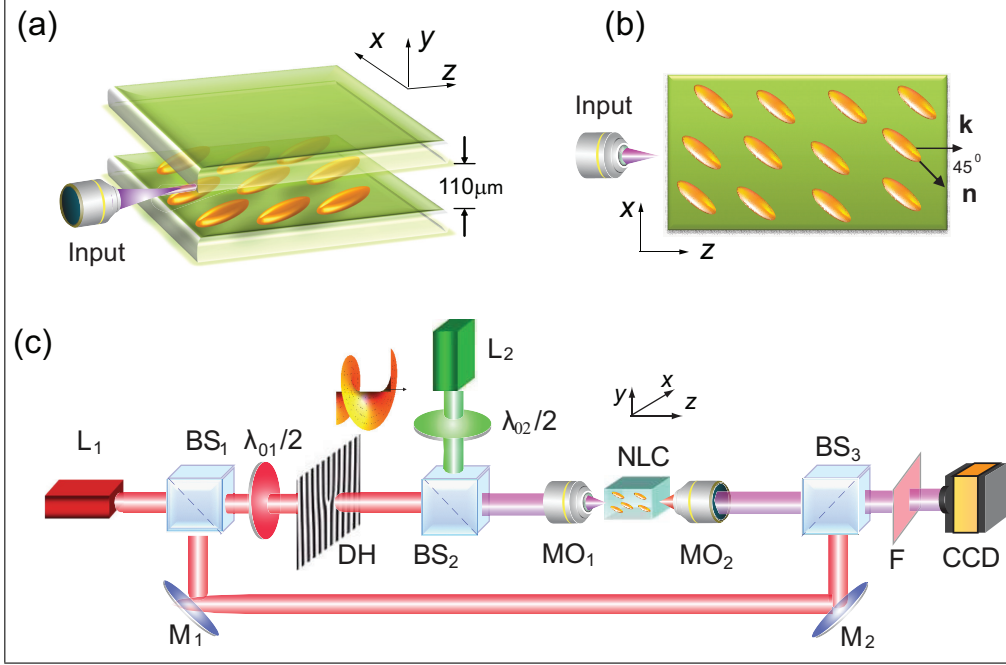 (a)
x
y
z
110µm
Input
(b)
Input
k
45⁰
n
x
z
(c)
L₂
λ₀₂/2
y
x
z
L₁
BS₁
λ₀₁/2
NLC
BS₃
DH
BS₂
MO₁
MO₂
F
CCD
M₁
M₂